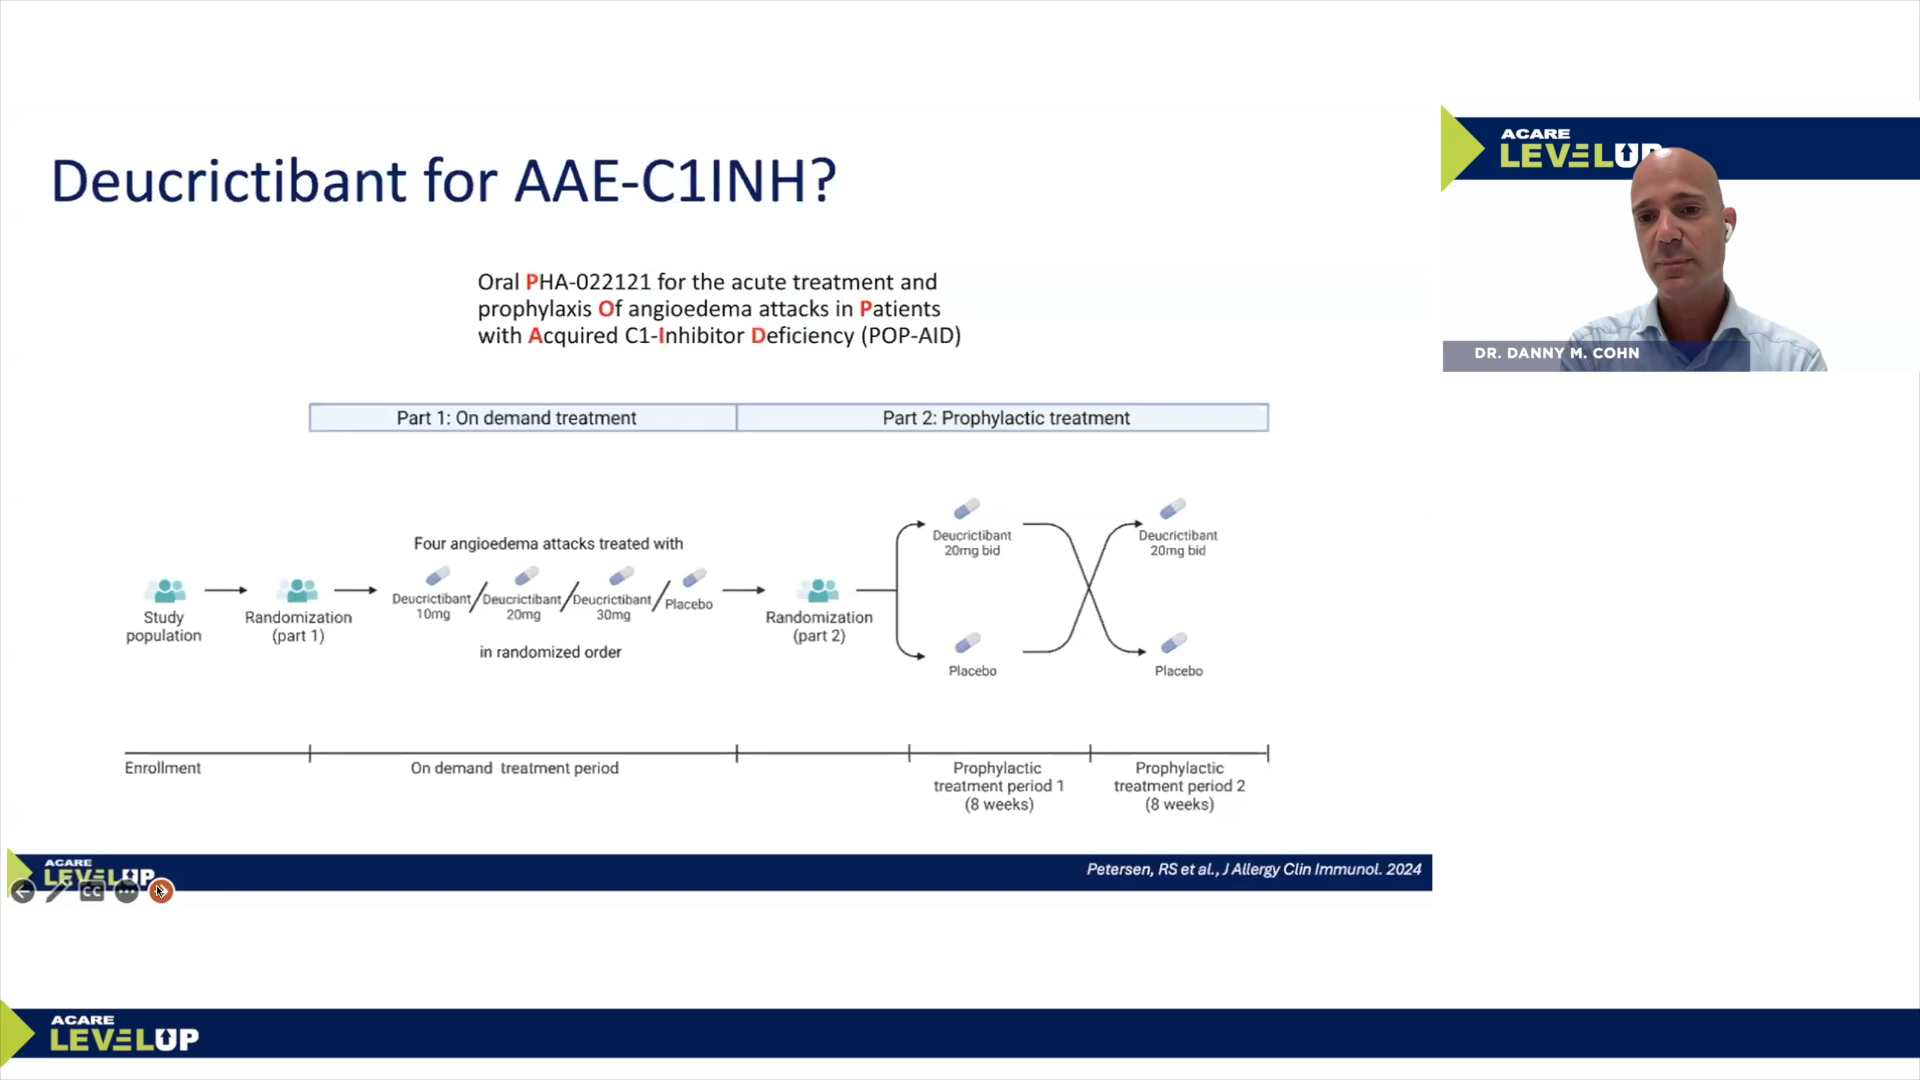 Deucrictibant for AAE-C1INH?
Oral PHA-022121 for the acute treatment and
prophylaxis Of angioedema attacks in Patients
with Acquired C1-Inhibitor Deficiency (POP-AID)
Part 1: On demand treatment
Part 2: Prophylactic treatment
Study
population
Randomization
(part 1)
Four angioedema attacks treated with
Deucrictibant
10mg
Deucrictibant
20mg
Deucrictibant
30mg
Placebo
in randomized order
Randomization
(part 2)
Deucrictibant
20mg bid
Placebo
Deucrictibant
20mg bid
Placebo
Enrollment
On demand treatment period
Prophylactic
treatment period 1
(8 weeks)
Prophylactic
treatment period 2
(8 weeks)
ACARE
LEVELUP
CC
Petersen, RS et al., J Allergy Clin Immunol. 2024
ACARE
LEVELUP
DR. DANNY M. COHN
ACARE
LEVELUP